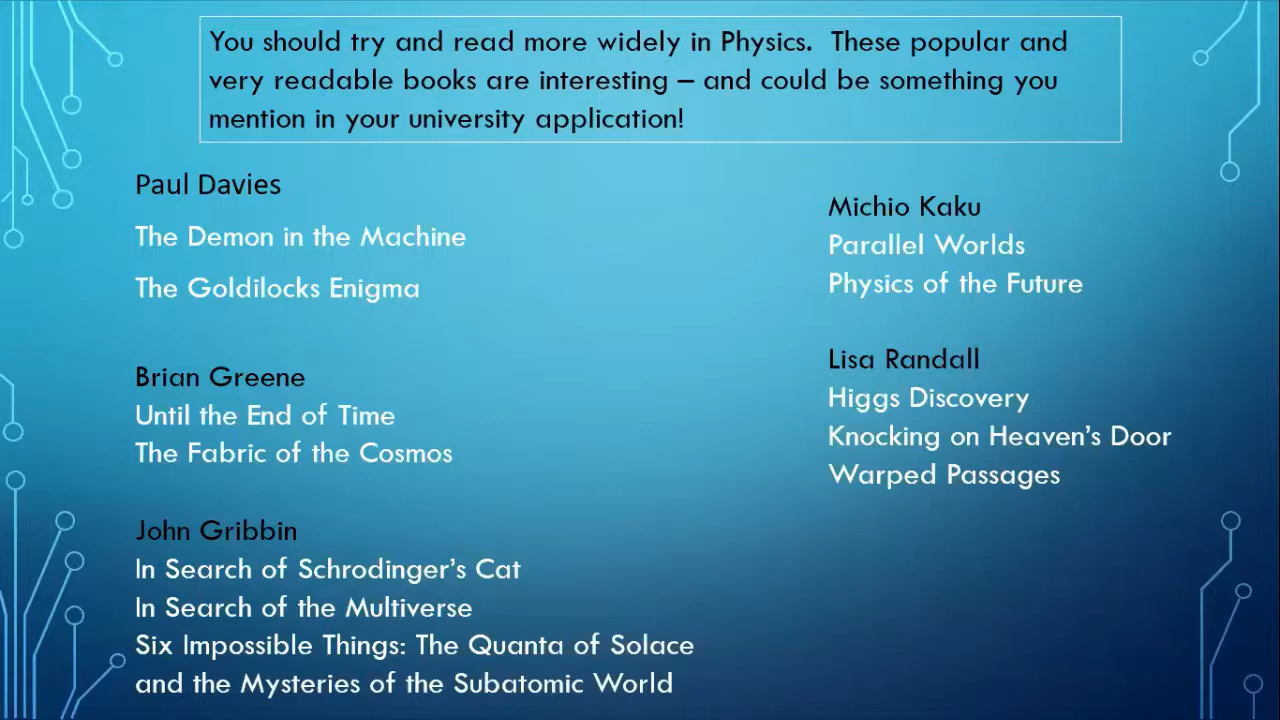 You should try and read more widely in Physics.  These popular and
very readable books are interesting – and could be something you
mention in your university application!
Paul Davies
The Demon in the Machine
The Goldilocks Enigma
Brian Greene
Until the End of Time
The Fabric of the Cosmos
John Gribbin
In Search of Schrodinger’s Cat
In Search of the Multiverse
Six Impossible Things: The Quanta of Solace
and the Mysteries of the Subatomic World
Michio Kaku
Parallel Worlds
Physics of the Future
Lisa Randall
Higgs Discovery
Knocking on Heaven’s Door
Warped Passages